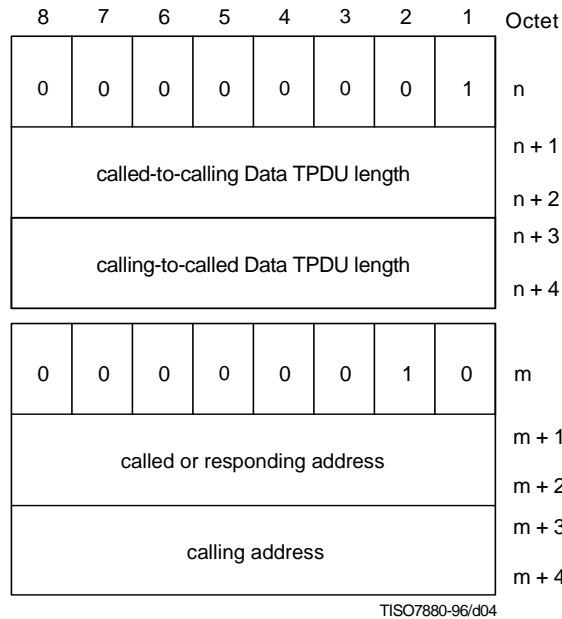 8 7 6 5 4 3 2 1 Octet
0 0 0 0 0 0 0 1 n
n + 1
called-to-calling Data TPDU length
n + 2
n + 3
calling-to-called Data TPDU length
n + 4
0 0 0 0 0 0 1 0 m
m + 1
called or responding address
m + 2
m + 3
calling address
m + 4
TISO7880-96/d04